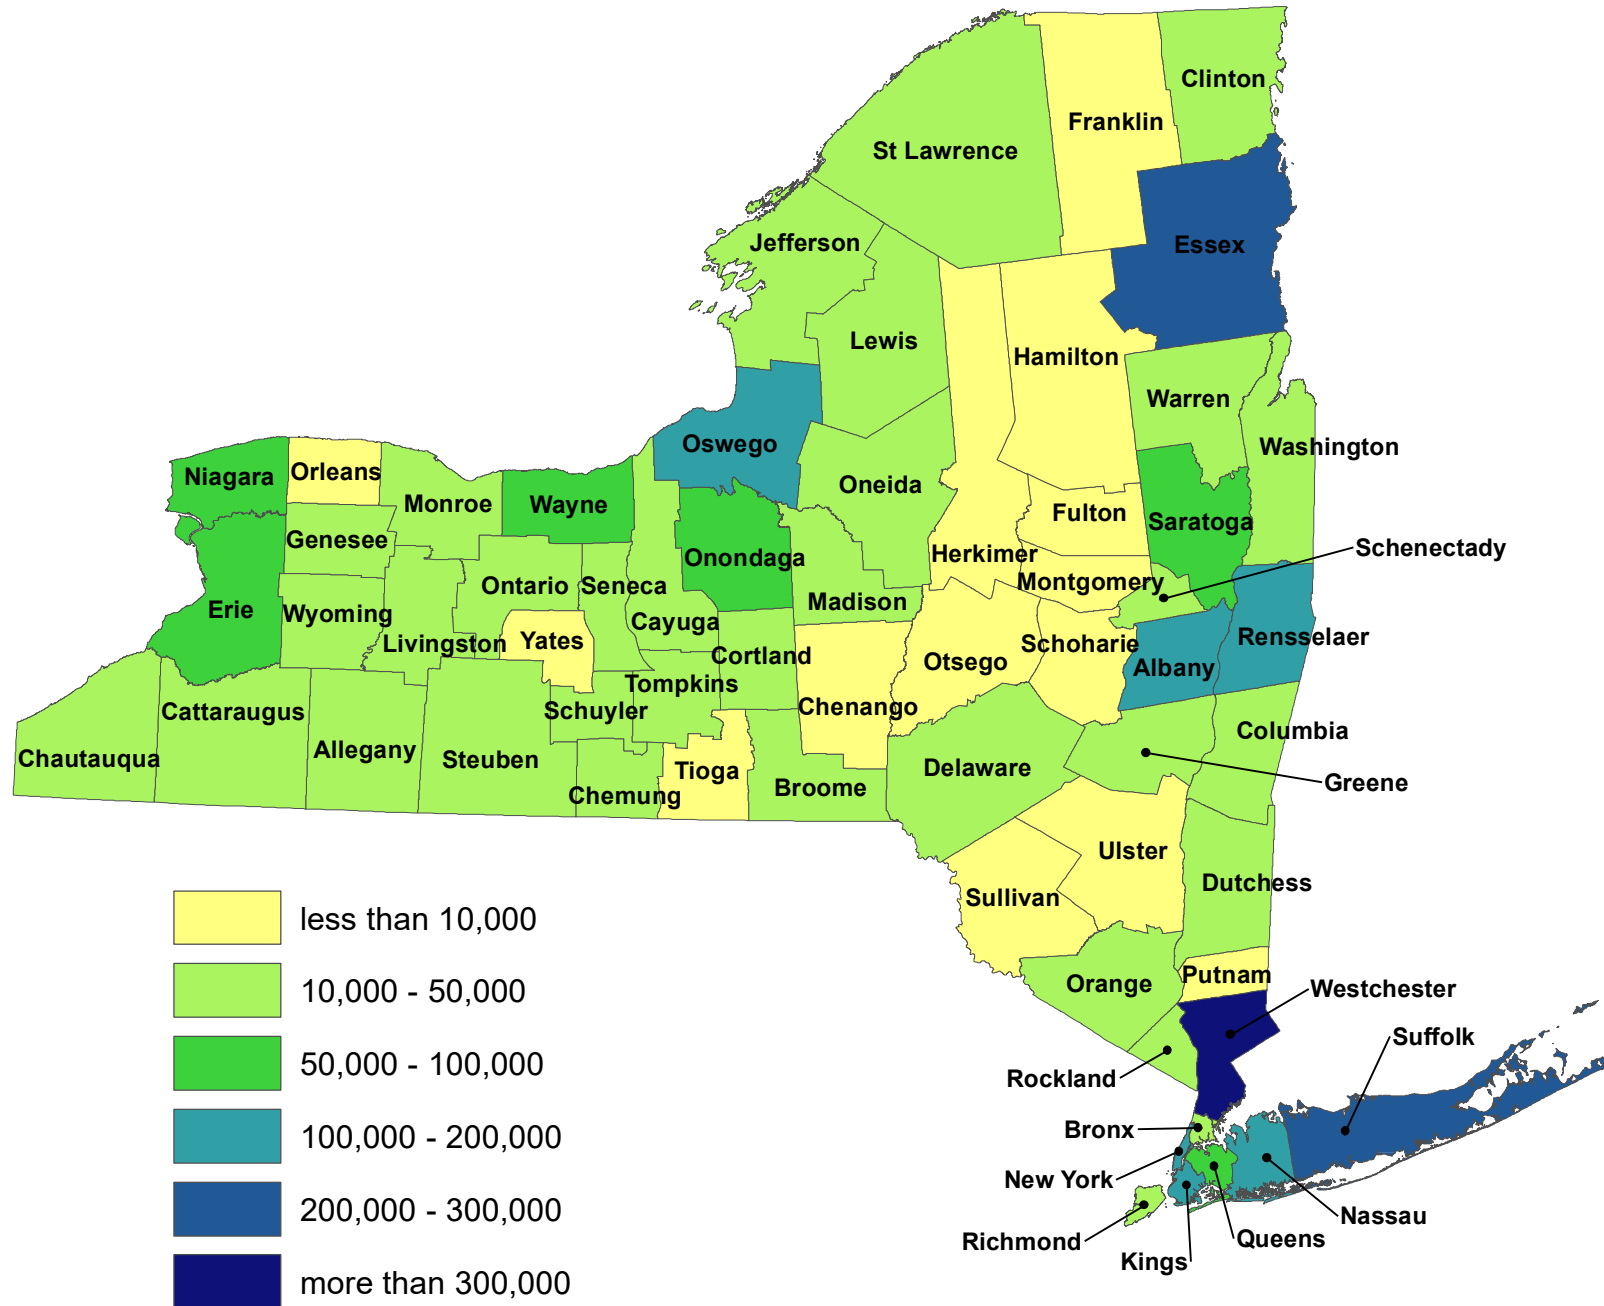 Clinton
Franklin
St Lawrence
Jefferson
Essex
Lewis
Hamilton
Warren
Oswego
Washington
Niagara
Orleans
Monroe
Wayne
Oneida
Fulton
Saratoga
Genesee
Onondaga
Herkimer
Schenectady
Ontario
Seneca
Montgomery
Erie
Wyoming
Madison
Cayuga
Livingston
Yates
Schoharie
Rensselaer
Cortland
Otsego
Albany
Tompkins
Cattaraugus
Schuyler
Chenango
Columbia
Chautauqua
Allegany
Steuben
Tioga
Delaware
Greene
Chemung
Broome
Ulster
Dutchess
Sullivan
Putnam
Orange
Westchester
Suffolk
Rockland
Bronx
New York
Nassau
Richmond
Queens
Kings
less than 10,000
10,000 - 50,000
50,000 - 100,000
100,000 - 200,000
200,000 - 300,000
more than 300,000